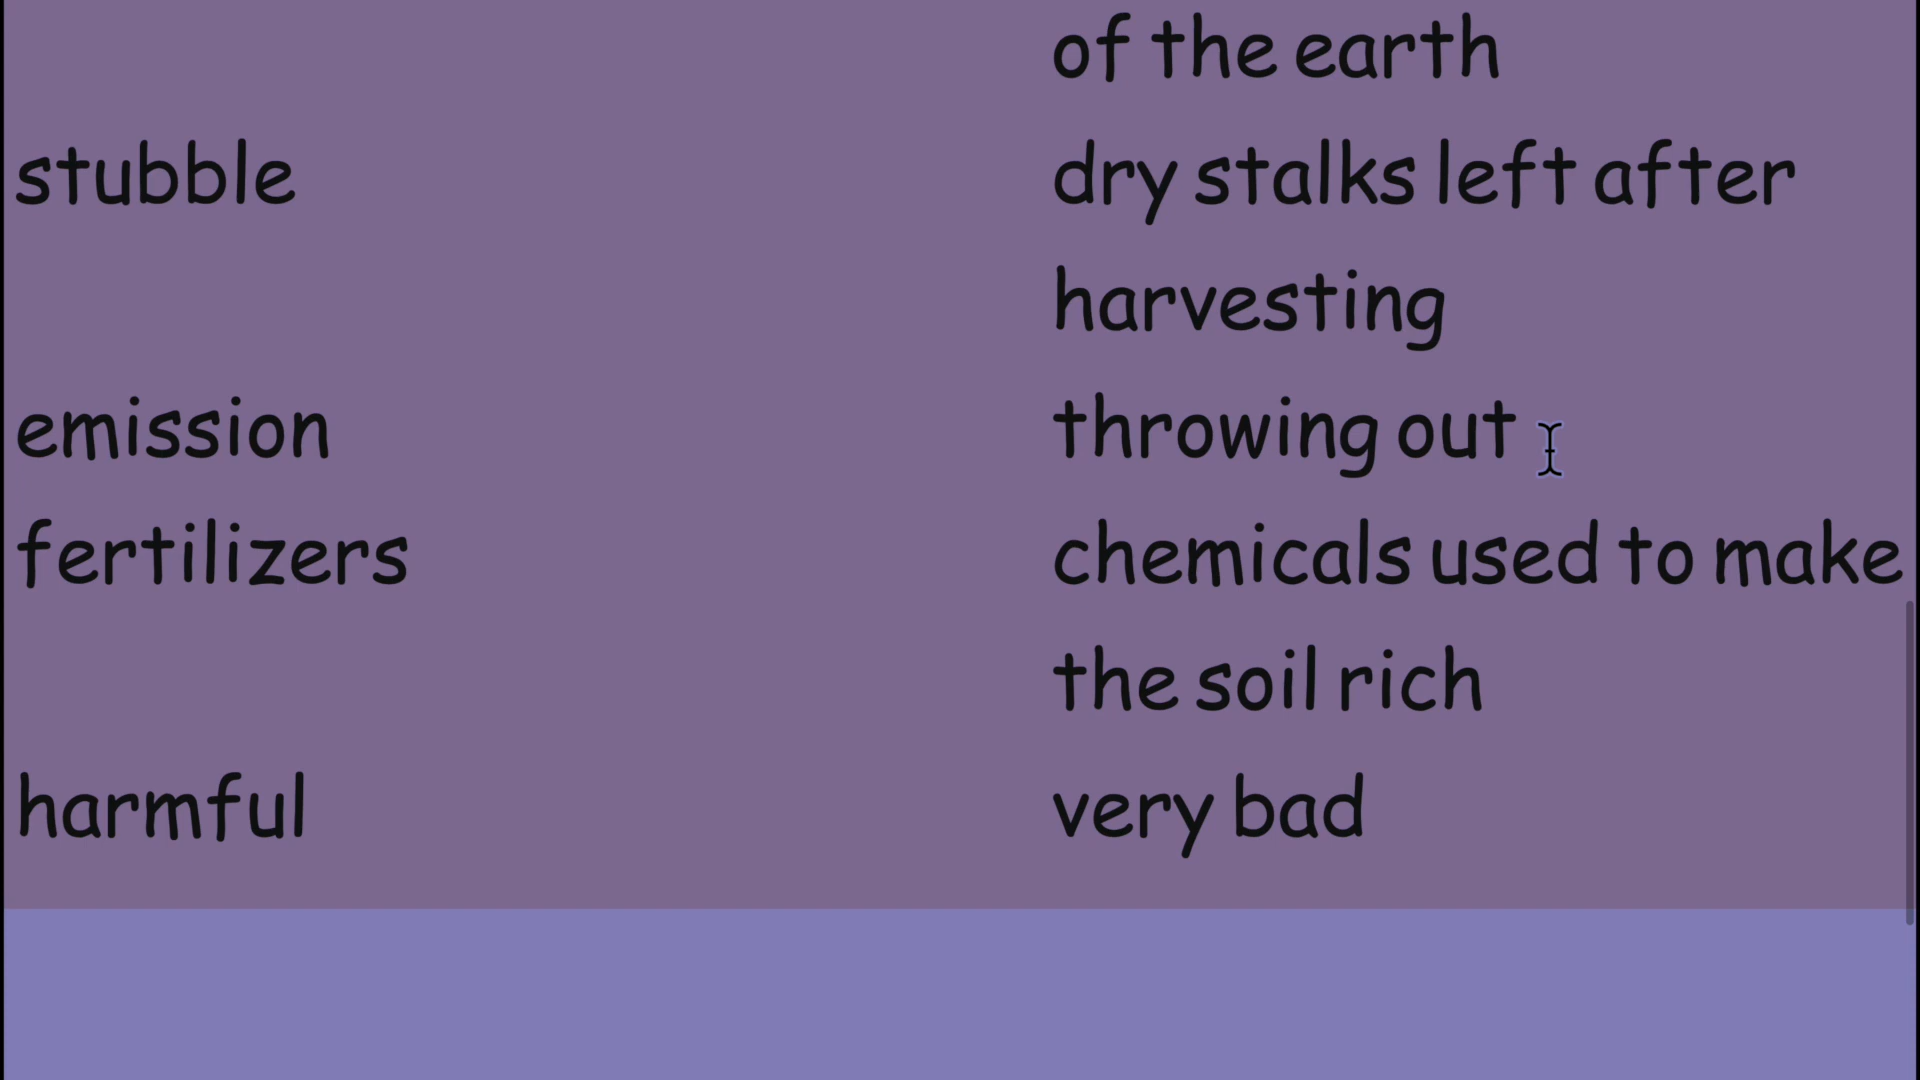 of the earth
stubble dry stalks left after
harvesting
emission throwing out
fertilizers chemicals used to make
the soil rich
harmful very bad